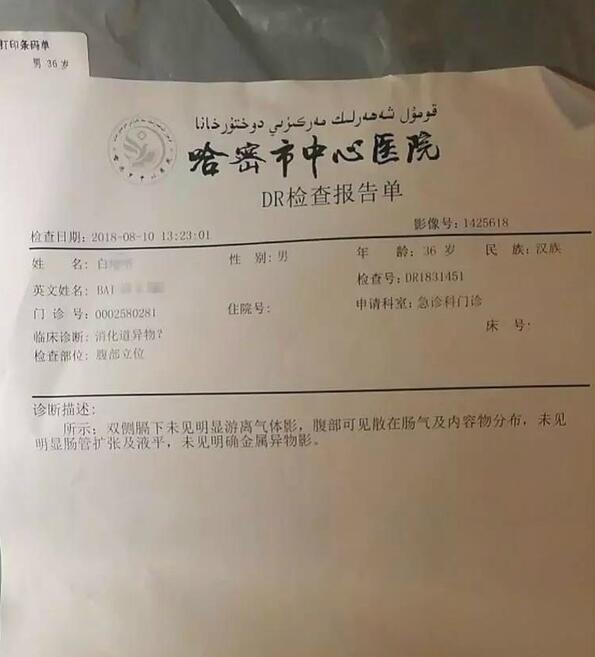 打印条码单
男 36 岁
قومۇل شەھەرلىك مەركىزىي دوختۇرخانا
哈密市中心医院
DR检查报告单
检查日期: 2018-08-10 13:23:01 影像号: 1425618
姓 名: 白 性 别: 男 年 龄: 36 岁 民 族: 汉族
英文姓名: BAI 检查号: DR1831451
门 诊 号: 0002580281 住院号: 申请科室: 急诊科门诊
临床诊断: 消化道异物? 床 号:
检查部位: 腹部立位
诊断描述:
所示: 双侧膈下未见明显游离气体影, 腹部可见散在肠气及内容物分布, 未见
明显肠管扩张及液平, 未见明确金属异物影。